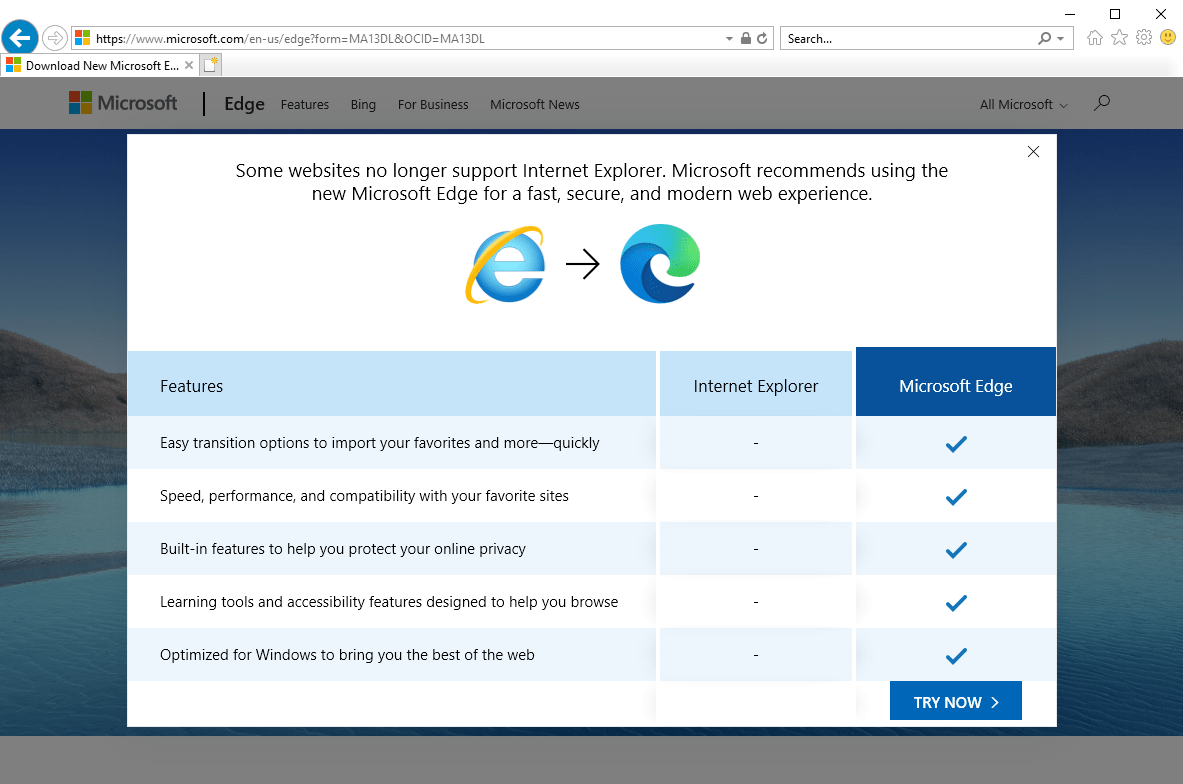 https://www.microsoft.com/en-us/edge?form=MA13DL&OCID=MA13DL
Search...
Download New Microsoft E...
Microsoft
Edge
Features
Bing
For Business
Microsoft News
All Microsoft
Some websites no longer support Internet Explorer. Microsoft recommends using the
new Microsoft Edge for a fast, secure, and modern web experience.
Features
Internet Explorer
Microsoft Edge
Easy transition options to import your favorites and more—quickly
-
Speed, performance, and compatibility with your favorite sites
-
Built-in features to help you protect your online privacy
-
Learning tools and accessibility features designed to help you browse
-
Optimized for Windows to bring you the best of the web
-
TRY NOW